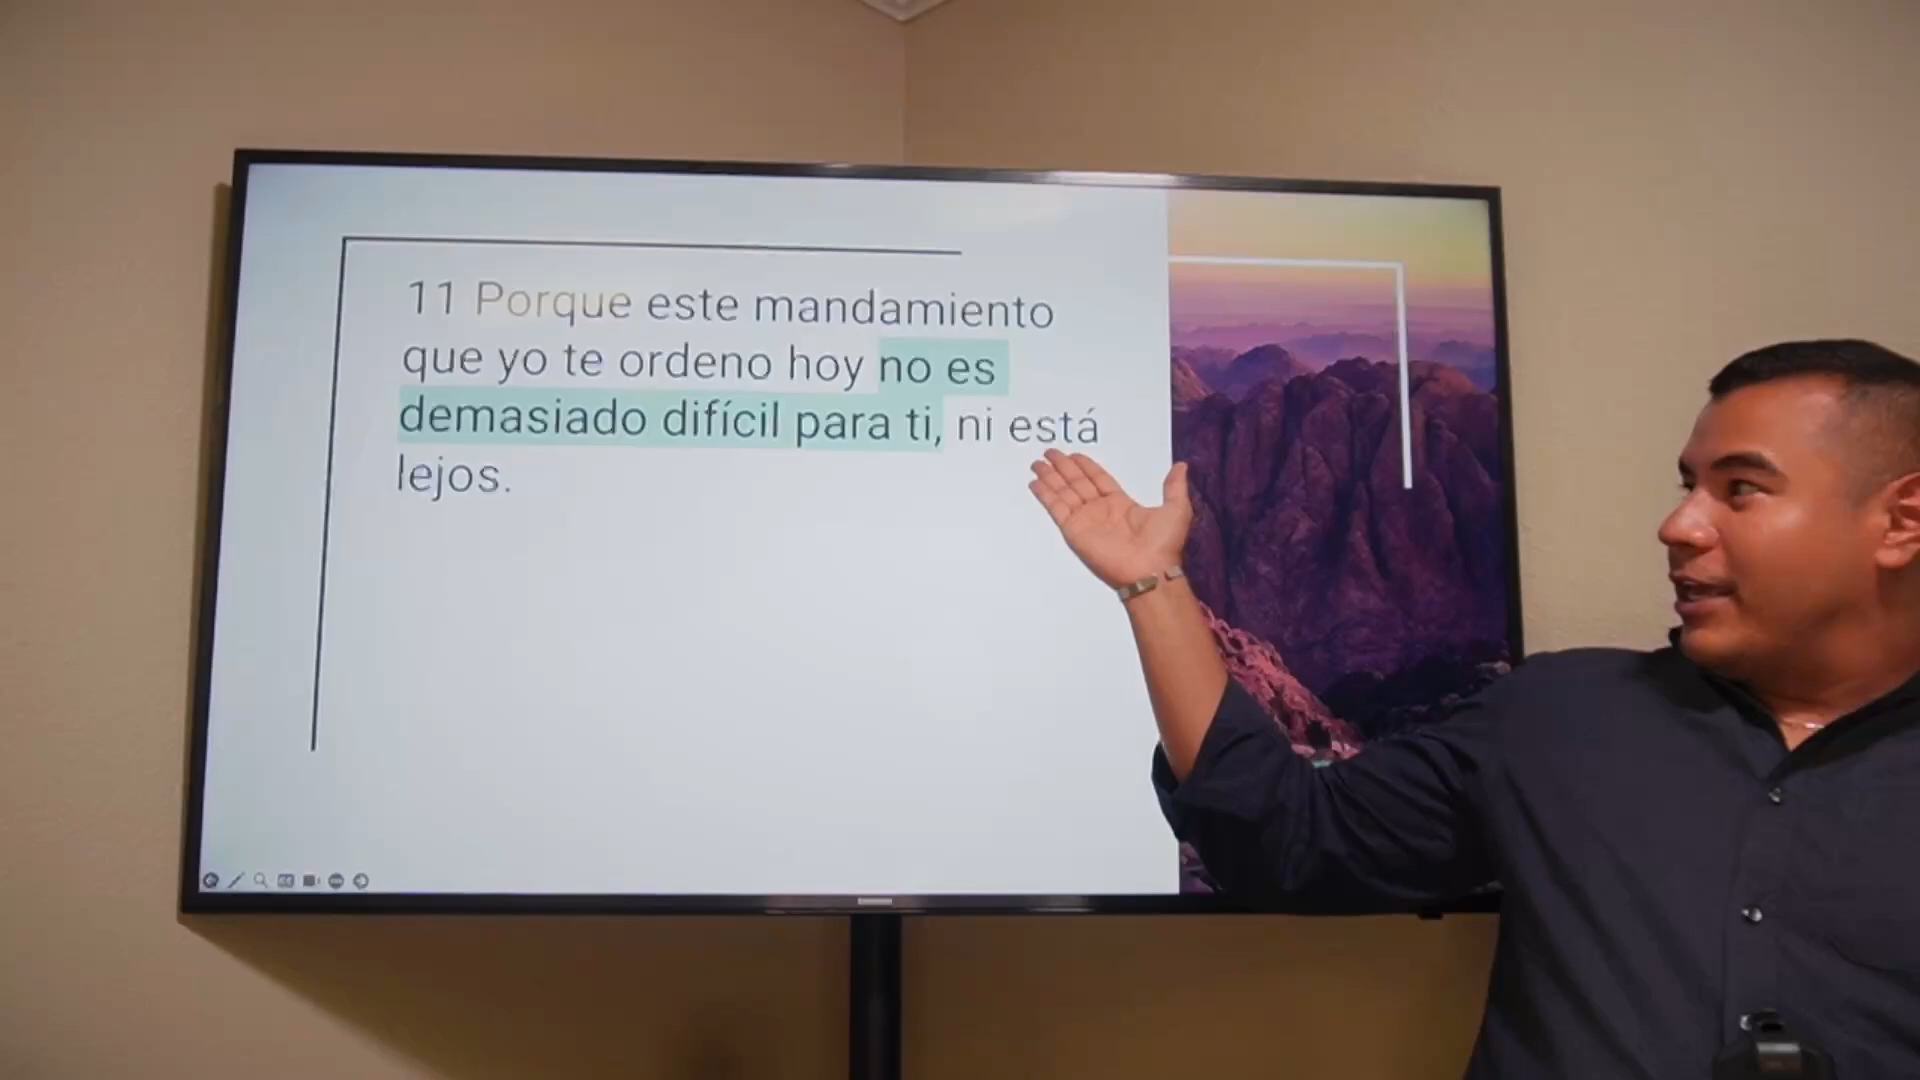 11 Porque este mandamiento
que yo te ordeno hoy no es
demasiado difícil para ti, ni está
lejos.